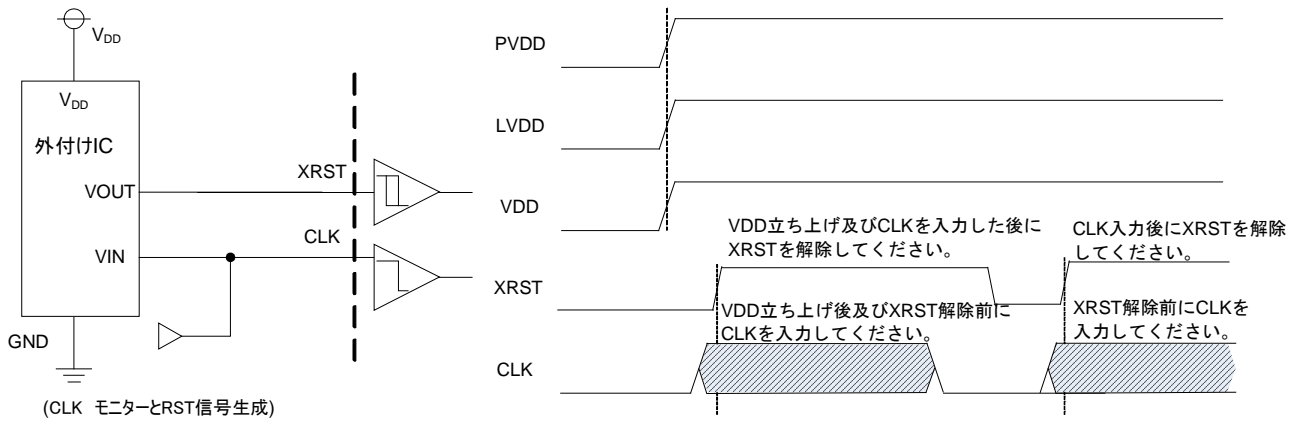 VDD
VDD
外付けIC
VOUT
VIN
GND
XRST
CLK
(CLK モニターとRST信号生成)
PVDD
LVDD
VDD
VDD立ち上げ及びCLKを入力した後に
XRSTを解除してください。
CLK入力後にXRSTを解除
してください。
XRST
VDD立ち上げ後及びXRST解除前に
CLKを入力してください。
XRST解除前にCLKを
入力してください。
CLK